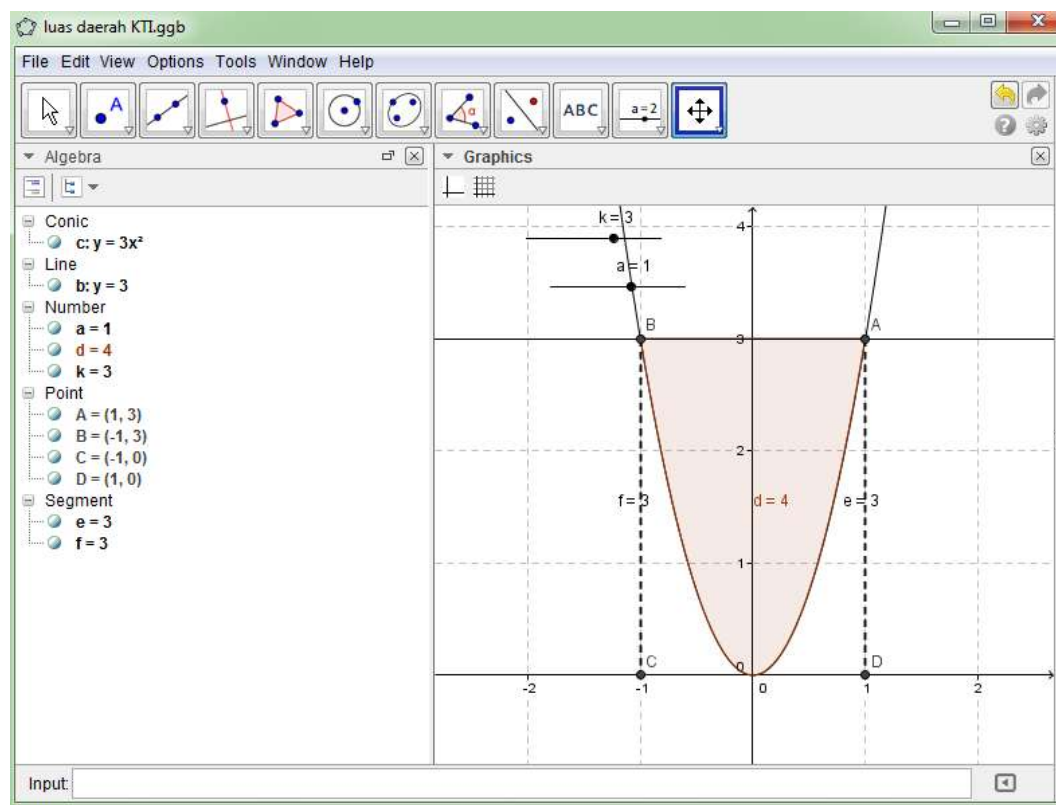 luas daerah KTI.ggb
File Edit View Options Tools Window Help
A
α
ABC
a=2
Algebra
Graphics
Conic
c: y = 3x²
Line
b: y = 3
Number
a = 1
d = 4
k = 3
Point
A = (1, 3)
B = (-1, 3)
C = (-1, 0)
D = (1, 0)
Segment
e = 3
f = 3
k = 3
4
a = 1
B
A
3
2
f = 3
d = 4
e = 3
1
C
0
D
-2
-1
0
1
2
Input: